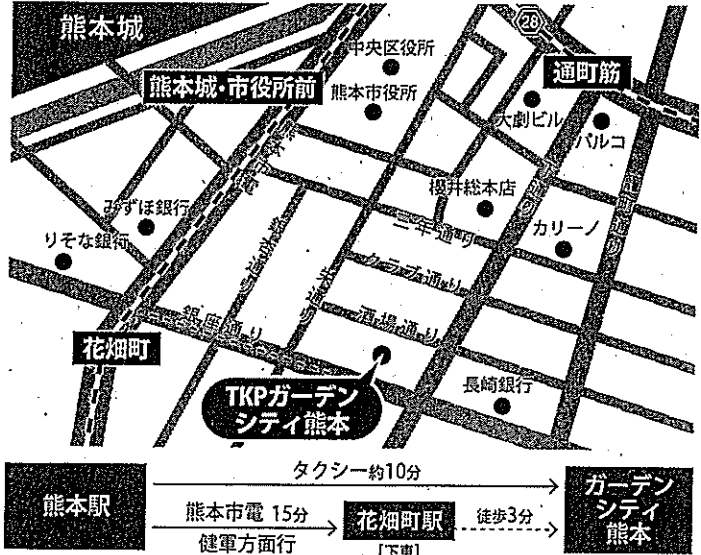 熊本城
28
中央区役所
通町筋
熊本城・市役所前
熊本市役所
大劇ビル
パルコ
櫻井総本店
みずほ銀行
二年通り
カリーノ
りそな銀行
クラブ通り
銀座通り
酒場通り
花畑町
TKPガーデン
シティ熊本
長崎銀行
タクシー約10分
熊本駅
熊本市電 15分
健軍方面行
花畑町駅
[下車]
徒歩3分
ガーデン
シティ
熊本